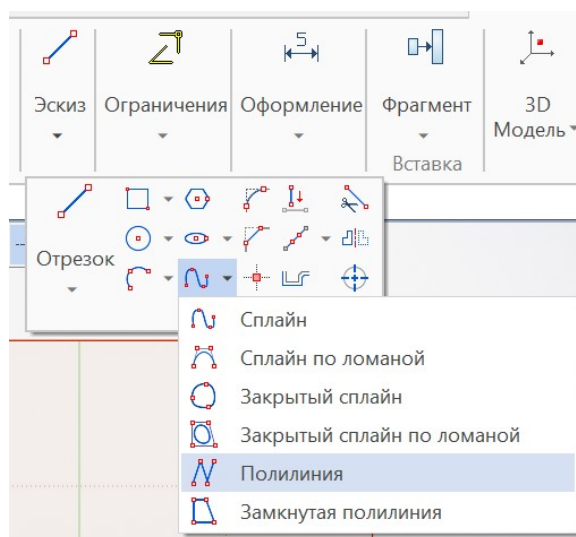 5
Эскиз Ограничения Оформление Фрагмент 3D
Модель
Вставка
Отрезок
Сплайн
Сплайн по ломаной
Закрытый сплайн
Закрытый сплайн по ломаной
Полилиния
Замкнутая полилиния